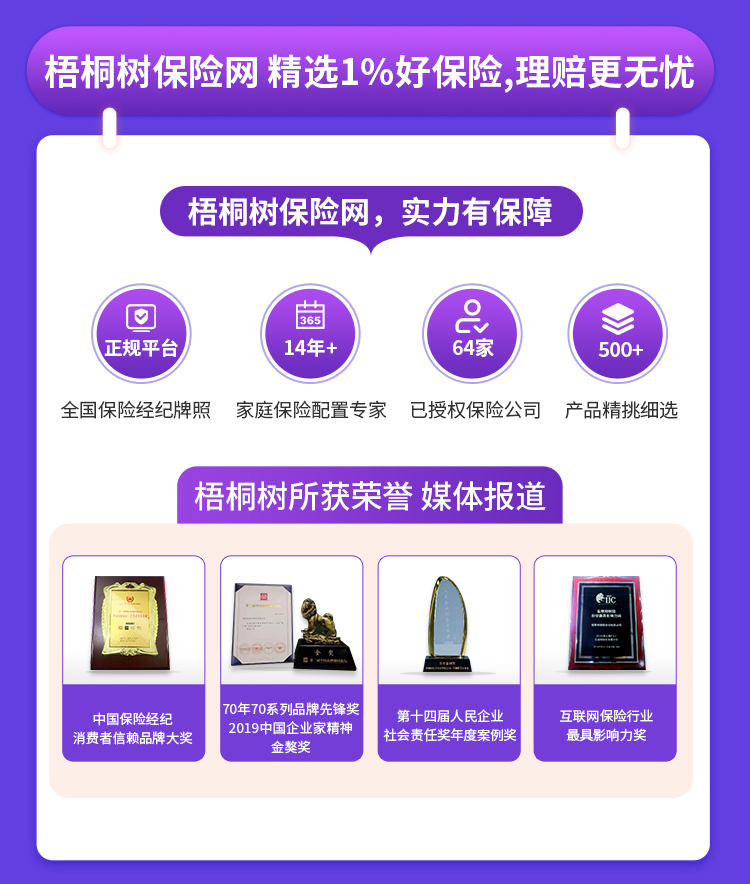 梧桐树保险网 精选1%好保险,理赔更无忧
梧桐树保险网，实力有保障
365
正规平台
14年+
64家
500+
全国保险经纪牌照
家庭保险配置专家
已授权保险公司
产品精挑细选
梧桐树所获荣誉 媒体报道
IIC
金奖
中国保险经纪
消费者信赖品牌大奖
70年70系列品牌先锋奖
2019中国企业家精神
金獒奖
第十四届人民企业
社会责任奖年度案例奖
互联网保险行业
最具影响力奖